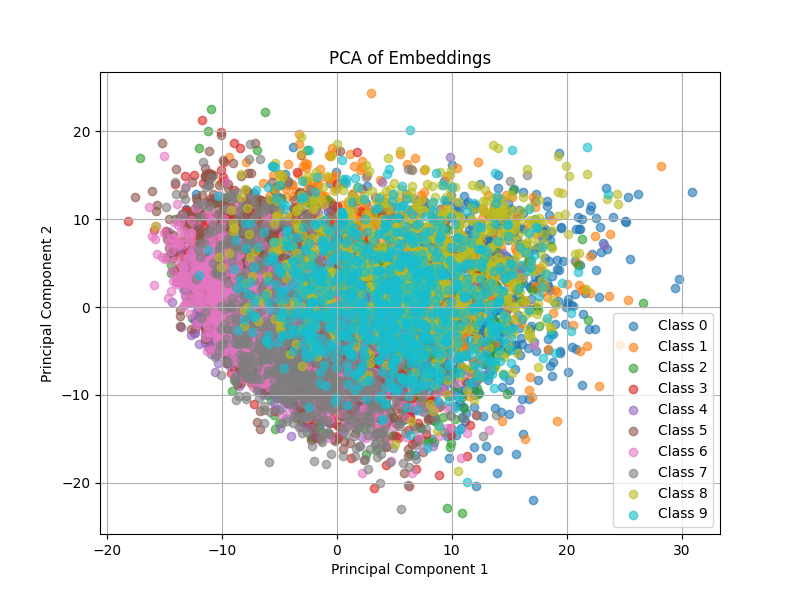 PCA of Embeddings
Principal Component 2
20
10
0
−10
−20
Class 0
Class 1
Class 2
Class 3
Class 4
Class 5
Class 6
Class 7
Class 8
Class 9
−20 −10 0 10 20 30
Principal Component 1